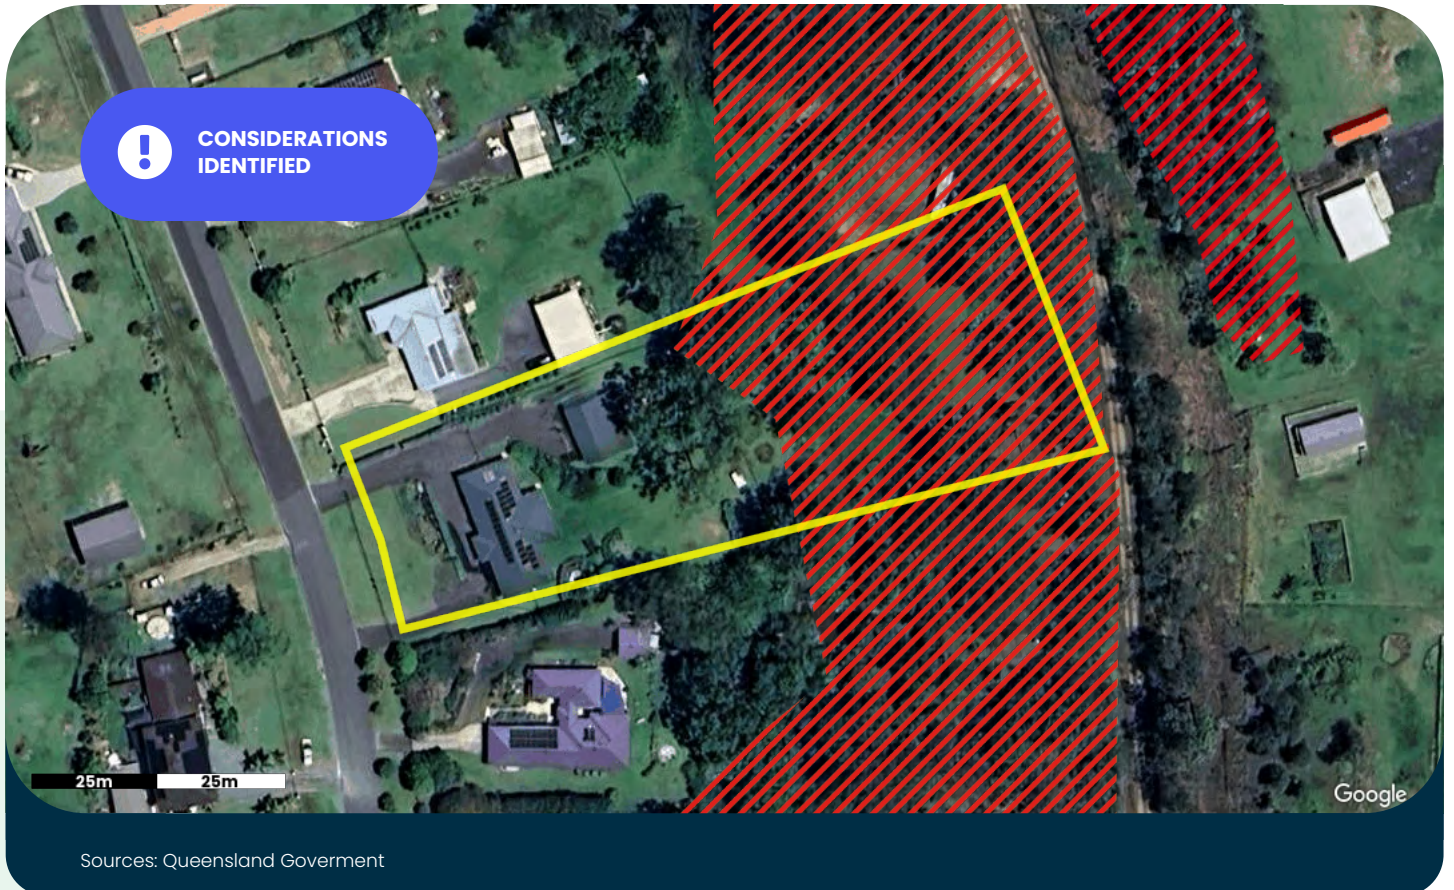 CONSIDERATIONS
IDENTIFIED
25m 25m
Google
Sources: Queensland Goverment